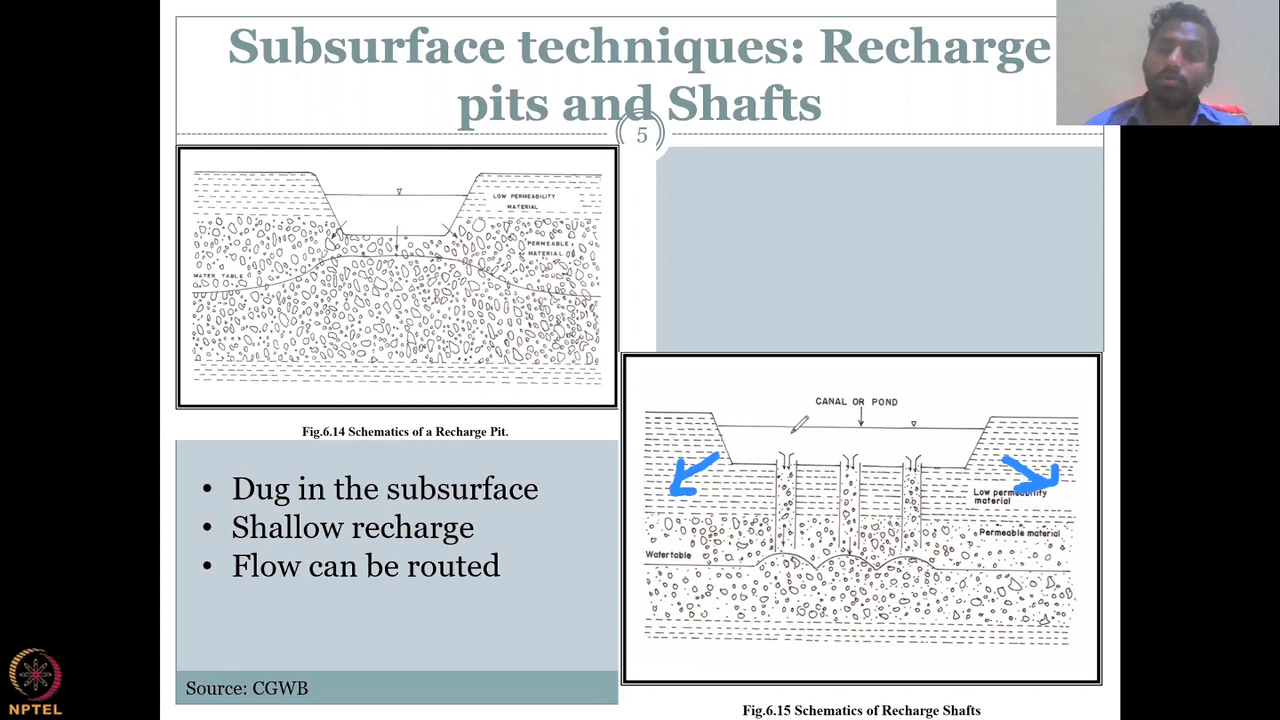 Subsurface techniques: Recharge
pits and Shafts
5
LOW PERMEABILITY
MATERIAL
PERMEABLE
MATERIAL
WATER TABLE
Fig.6.14 Schematics of a Recharge Pit.
• Dug in the subsurface
• Shallow recharge
• Flow can be routed
Source: CGWB
CANAL OR POND
Low permeability
material
Permeable material
Watertable
Fig.6.15 Schematics of Recharge Shafts
NPTEL